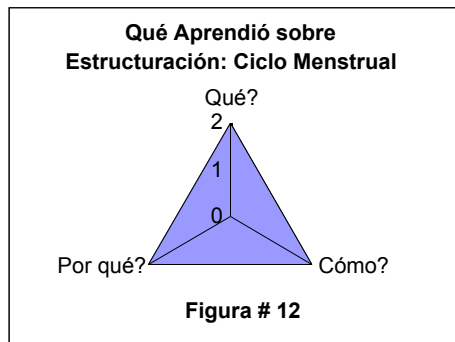 Qué Aprendió sobre
Estructuración: Ciclo Menstrual
Qué?
2
1
0
Por qué?
Cómo?
Figura # 12